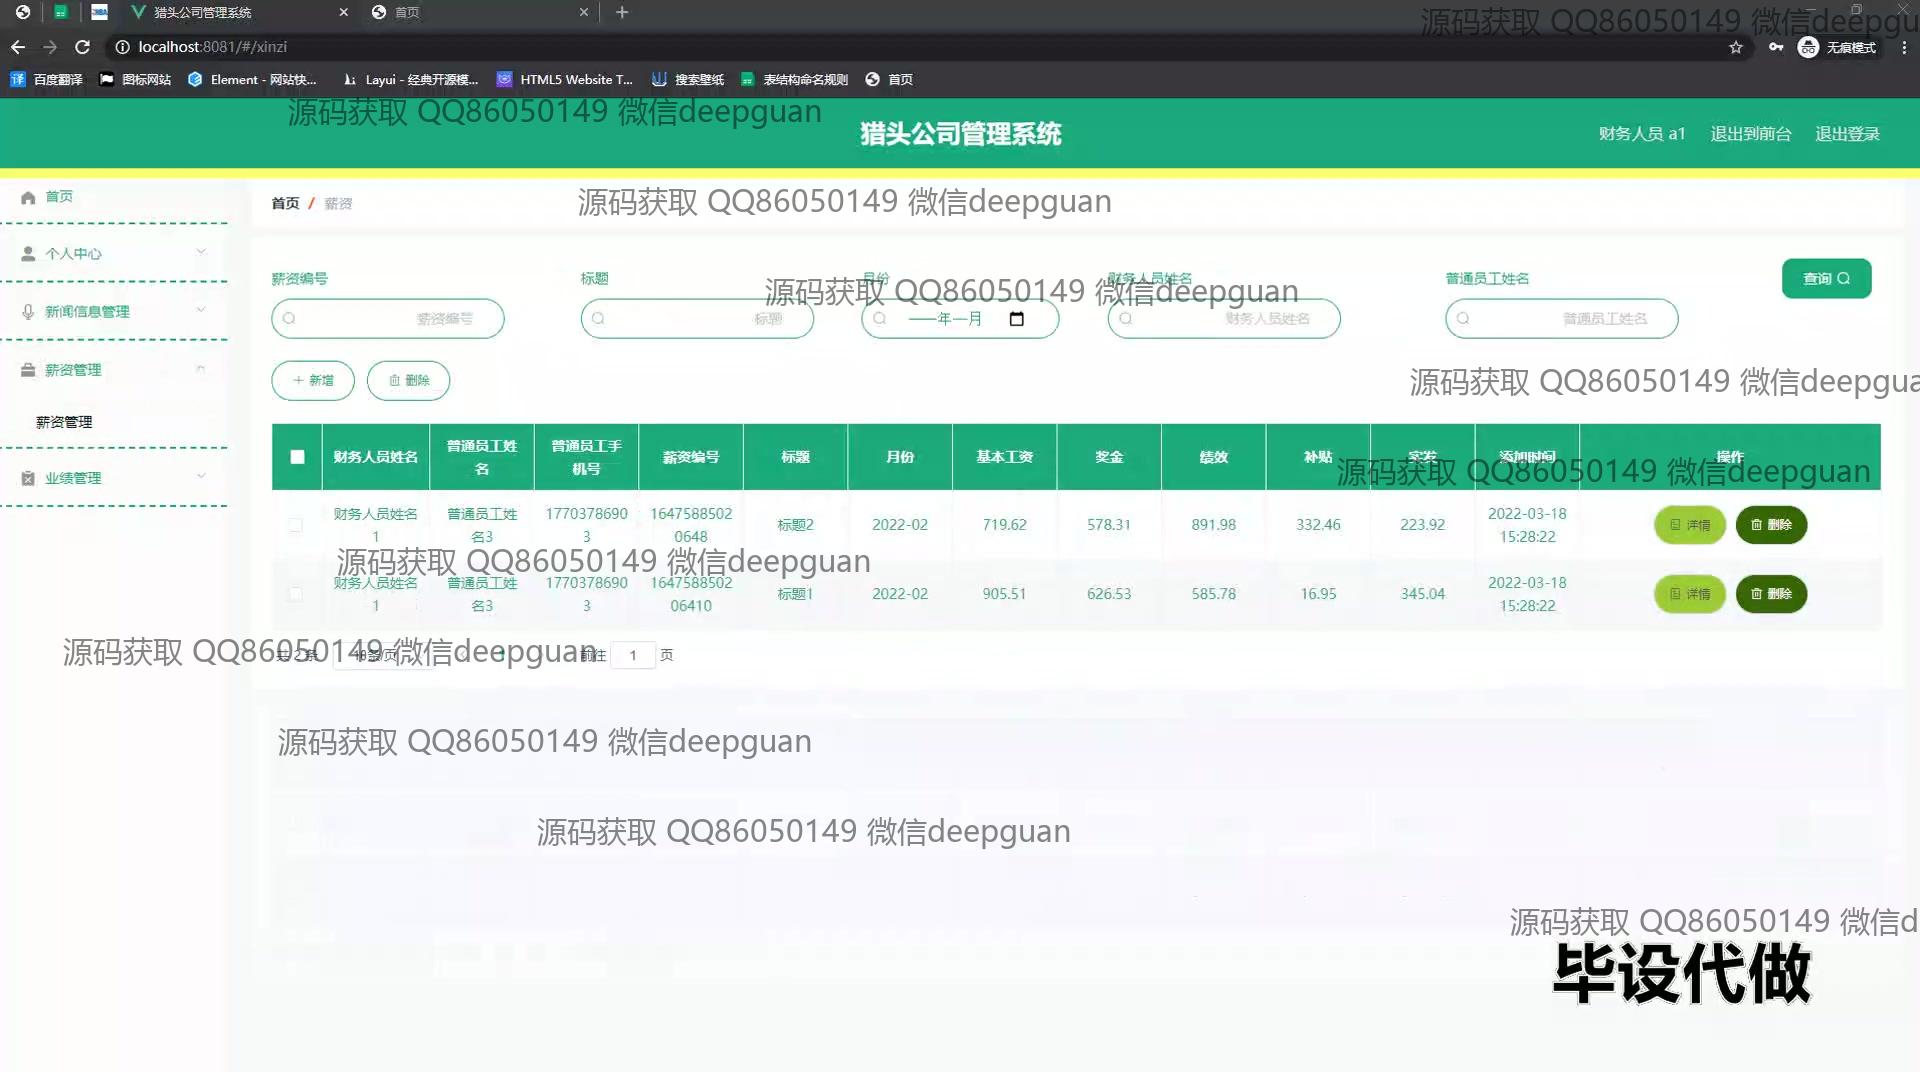 猎头公司管理系统
首页
localhost:8081/#/xinzi
无痕模式
百度翻译
图标网站
Element - 网站快...
Layui - 经典开源模...
HTML5 Website T...
搜索壁纸
表结构命名规则
首页
源码获取 QQ86050149 微信deepgu
源码获取 QQ86050149 微信deepguan
猎头公司管理系统
财务人员 a1
退出到前台
退出登录
首页
个人中心
新闻信息管理
薪资管理
薪资管理
业绩管理
首页 / 薪资
源码获取 QQ86050149 微信deepguan
薪资编号
标题
月份
财务人员姓名
普通员工姓名
查询
源码获取 QQ86050149 微信deepguan
薪资编号
标题
——年—月
财务人员姓名
普通员工姓名
+ 新增
删除
源码获取 QQ86050149 微信deepgua
财务人员姓名 普通员工姓名 普通员工手机号 薪资编号 标题 月份 基本工资 奖金 绩效 补贴 实发 添加时间 操作
源码获取 QQ86050149 微信deepguan
财务人员姓名1 普通员工姓名3 17703786903 16475885020648 标题2 2022-02 719.62 578.31 891.98 332.46 223.92 2022-03-18 15:28:22 详情 删除
源码获取 QQ86050149 微信deepguan
财务人员姓名1 普通员工姓名3 17703786903 164758850206410 标题1 2022-02 905.51 626.53 585.78 16.95 345.04 2022-03-18 15:28:22 详情 删除
源码获取 QQ86050149 微信deepguan
共 2 条 10条/页 前往 1 页
源码获取 QQ86050149 微信deepguan
源码获取 QQ86050149 微信deepguan
源码获取 QQ86050149 微信d
毕设代做